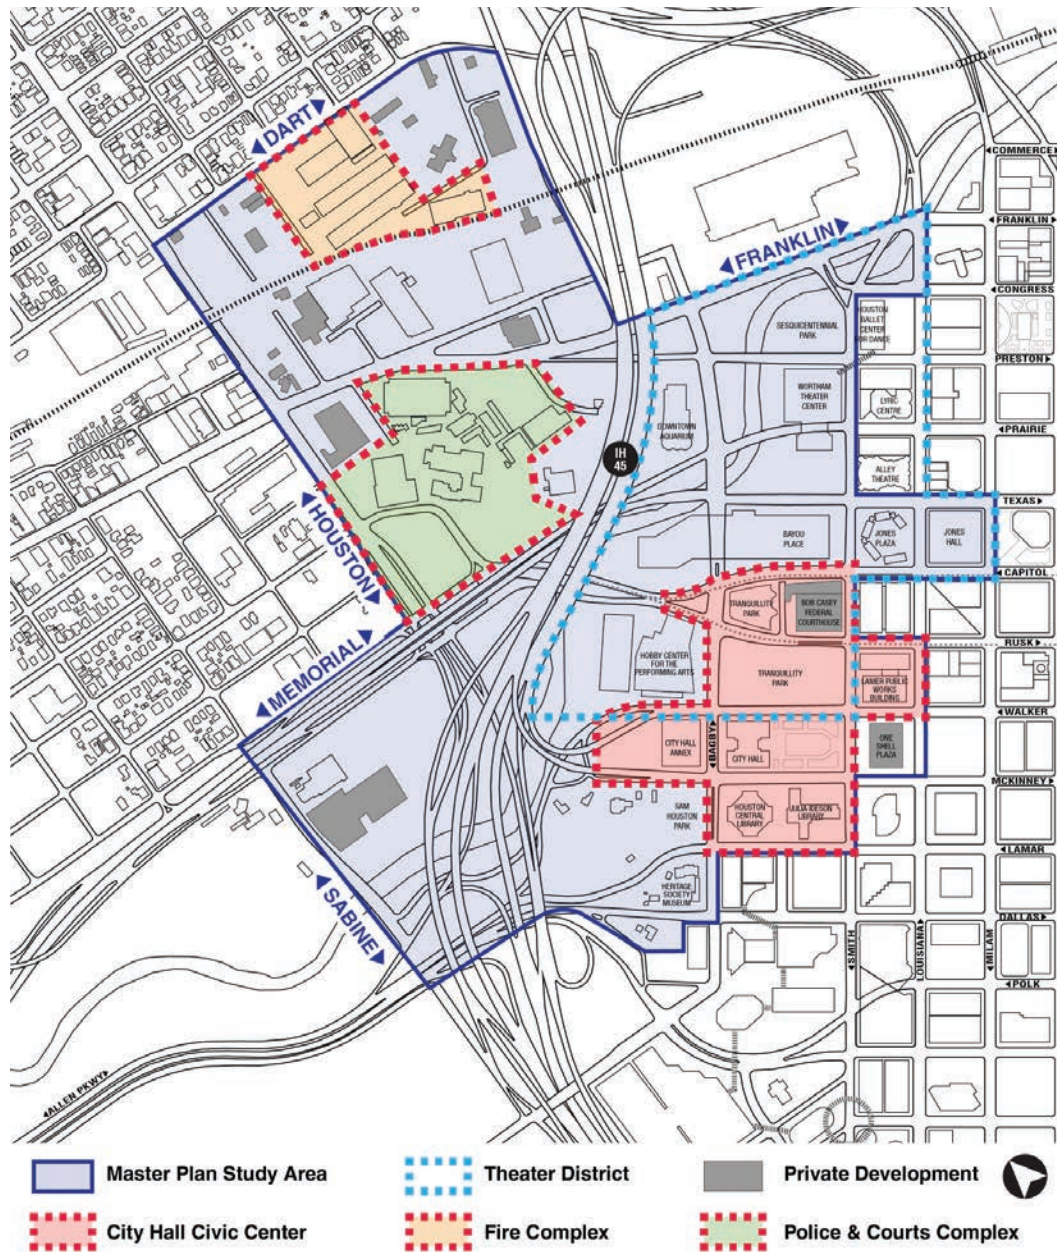 ◄DART►
◄COMMERCE►
◄FRANKLIN►
◄FRANKLIN►
◄CONGRESS
SESQUICENTENNIAL
PARK
HOUSTON
BALLET
CENTER
FOR DANCE
PRESTON►
WORTHAM
THEATER
CENTER
LYRIC
CENTRE
DOWNTOWN
AQUARIUM
◄PRAIRIE
IH
45
ALLEY
THEATRE
◄HOUSTON►
TEXAS►
BAYOU
PLACE
JONES
PLAZA
JONES
HALL
◄CAPITOL
TRANQUILLITY
PARK
BOB CASEY
FEDERAL
COURTHOUSE
◄MEMORIAL►
RUSK►
HOBBY CENTER
FOR THE
PERFORMING ARTS
TRANQUILLITY
PARK
LANIER PUBLIC
WORKS
BUILDING
◄WALKER
CITY HALL
ANNEX
◄BAGBY►
CITY HALL
ONE
SHELL
PLAZA
MCKINNEY►
SAM
HOUSTON
PARK
HOUSTON
CENTRAL
LIBRARY
JULIA IDESON
LIBRARY
◄LAMAR
◄SABINE►
HERITAGE
SOCIETY
MUSEUM
DALLAS►
◄SMITH
LOUISIANA►
◄MILAM
◄POLK
◄ALLEN PKWY►
Master Plan Study Area
Theater District
Private Development
City Hall Civic Center
Fire Complex
Police & Courts Complex